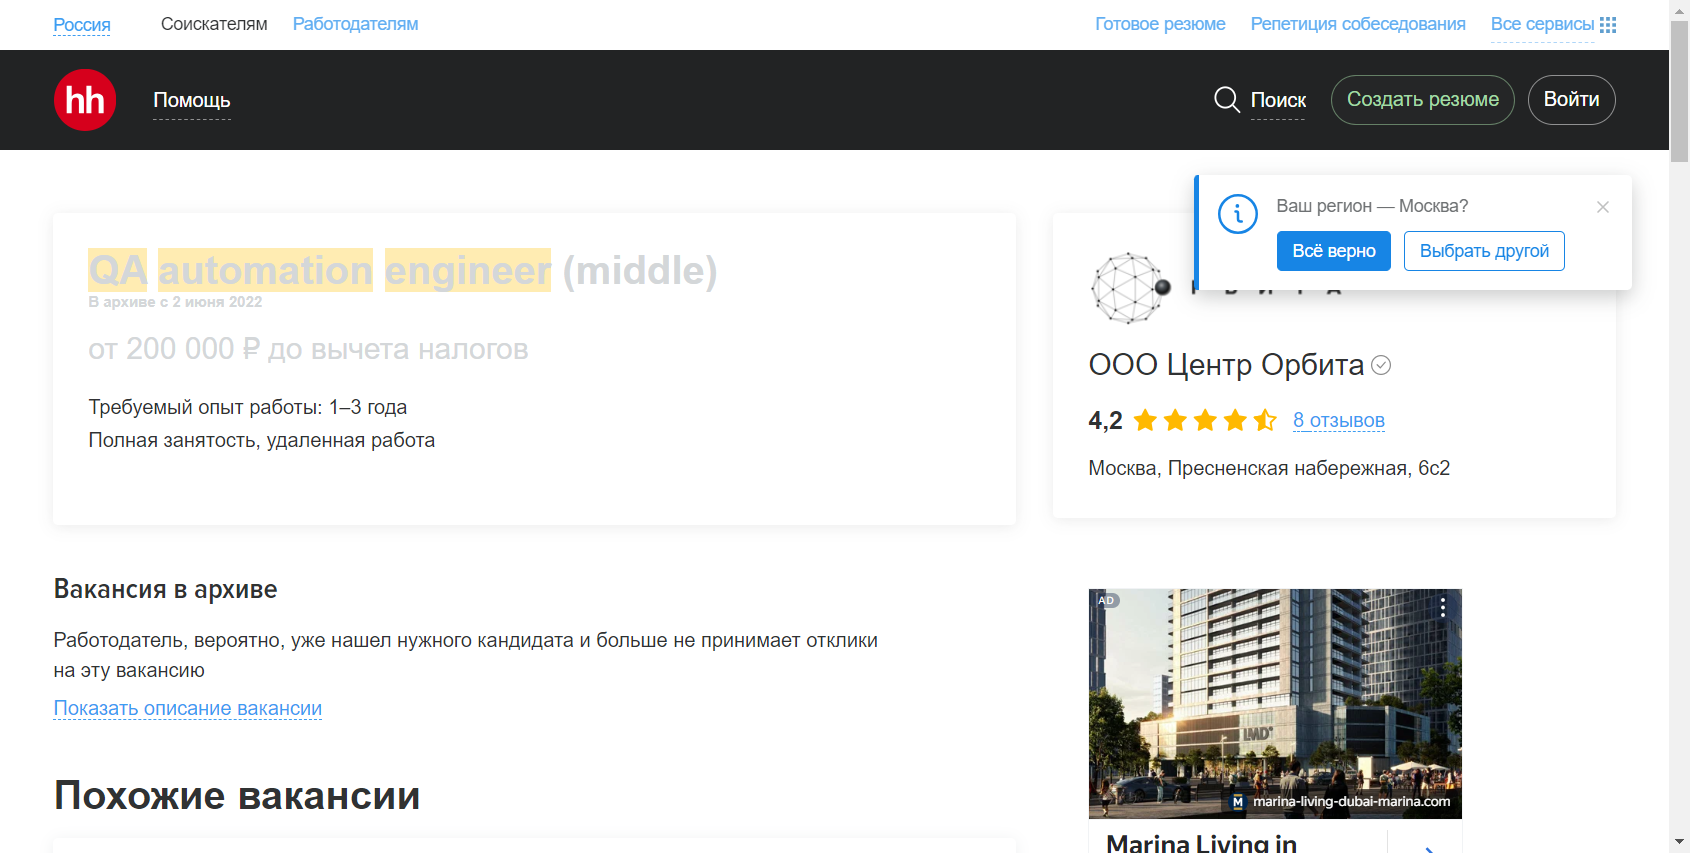 Россия
Соискателям
Работодателям
Готовое резюме
Репетиция собеседования
Все сервисы
hh
Помощь
Поиск
Создать резюме
Войти
Ваш регион — Москва?
Всё верно
Выбрать другой
QA automation engineer (middle)
В архиве с 2 июня 2022
от 200 000 ₽ до вычета налогов
Требуемый опыт работы: 1–3 года
Полная занятость, удаленная работа
ООО Центр Орбита
4,2
8 отзывов
Москва, Пресненская набережная, 6с2
Вакансия в архиве
Работодатель, вероятно, уже нашел нужного кандидата и больше не принимает отклики
на эту вакансию
Показать описание вакансии
Похожие вакансии
AD
LMD
M marina-living-dubai-marina.com
Marina Living in